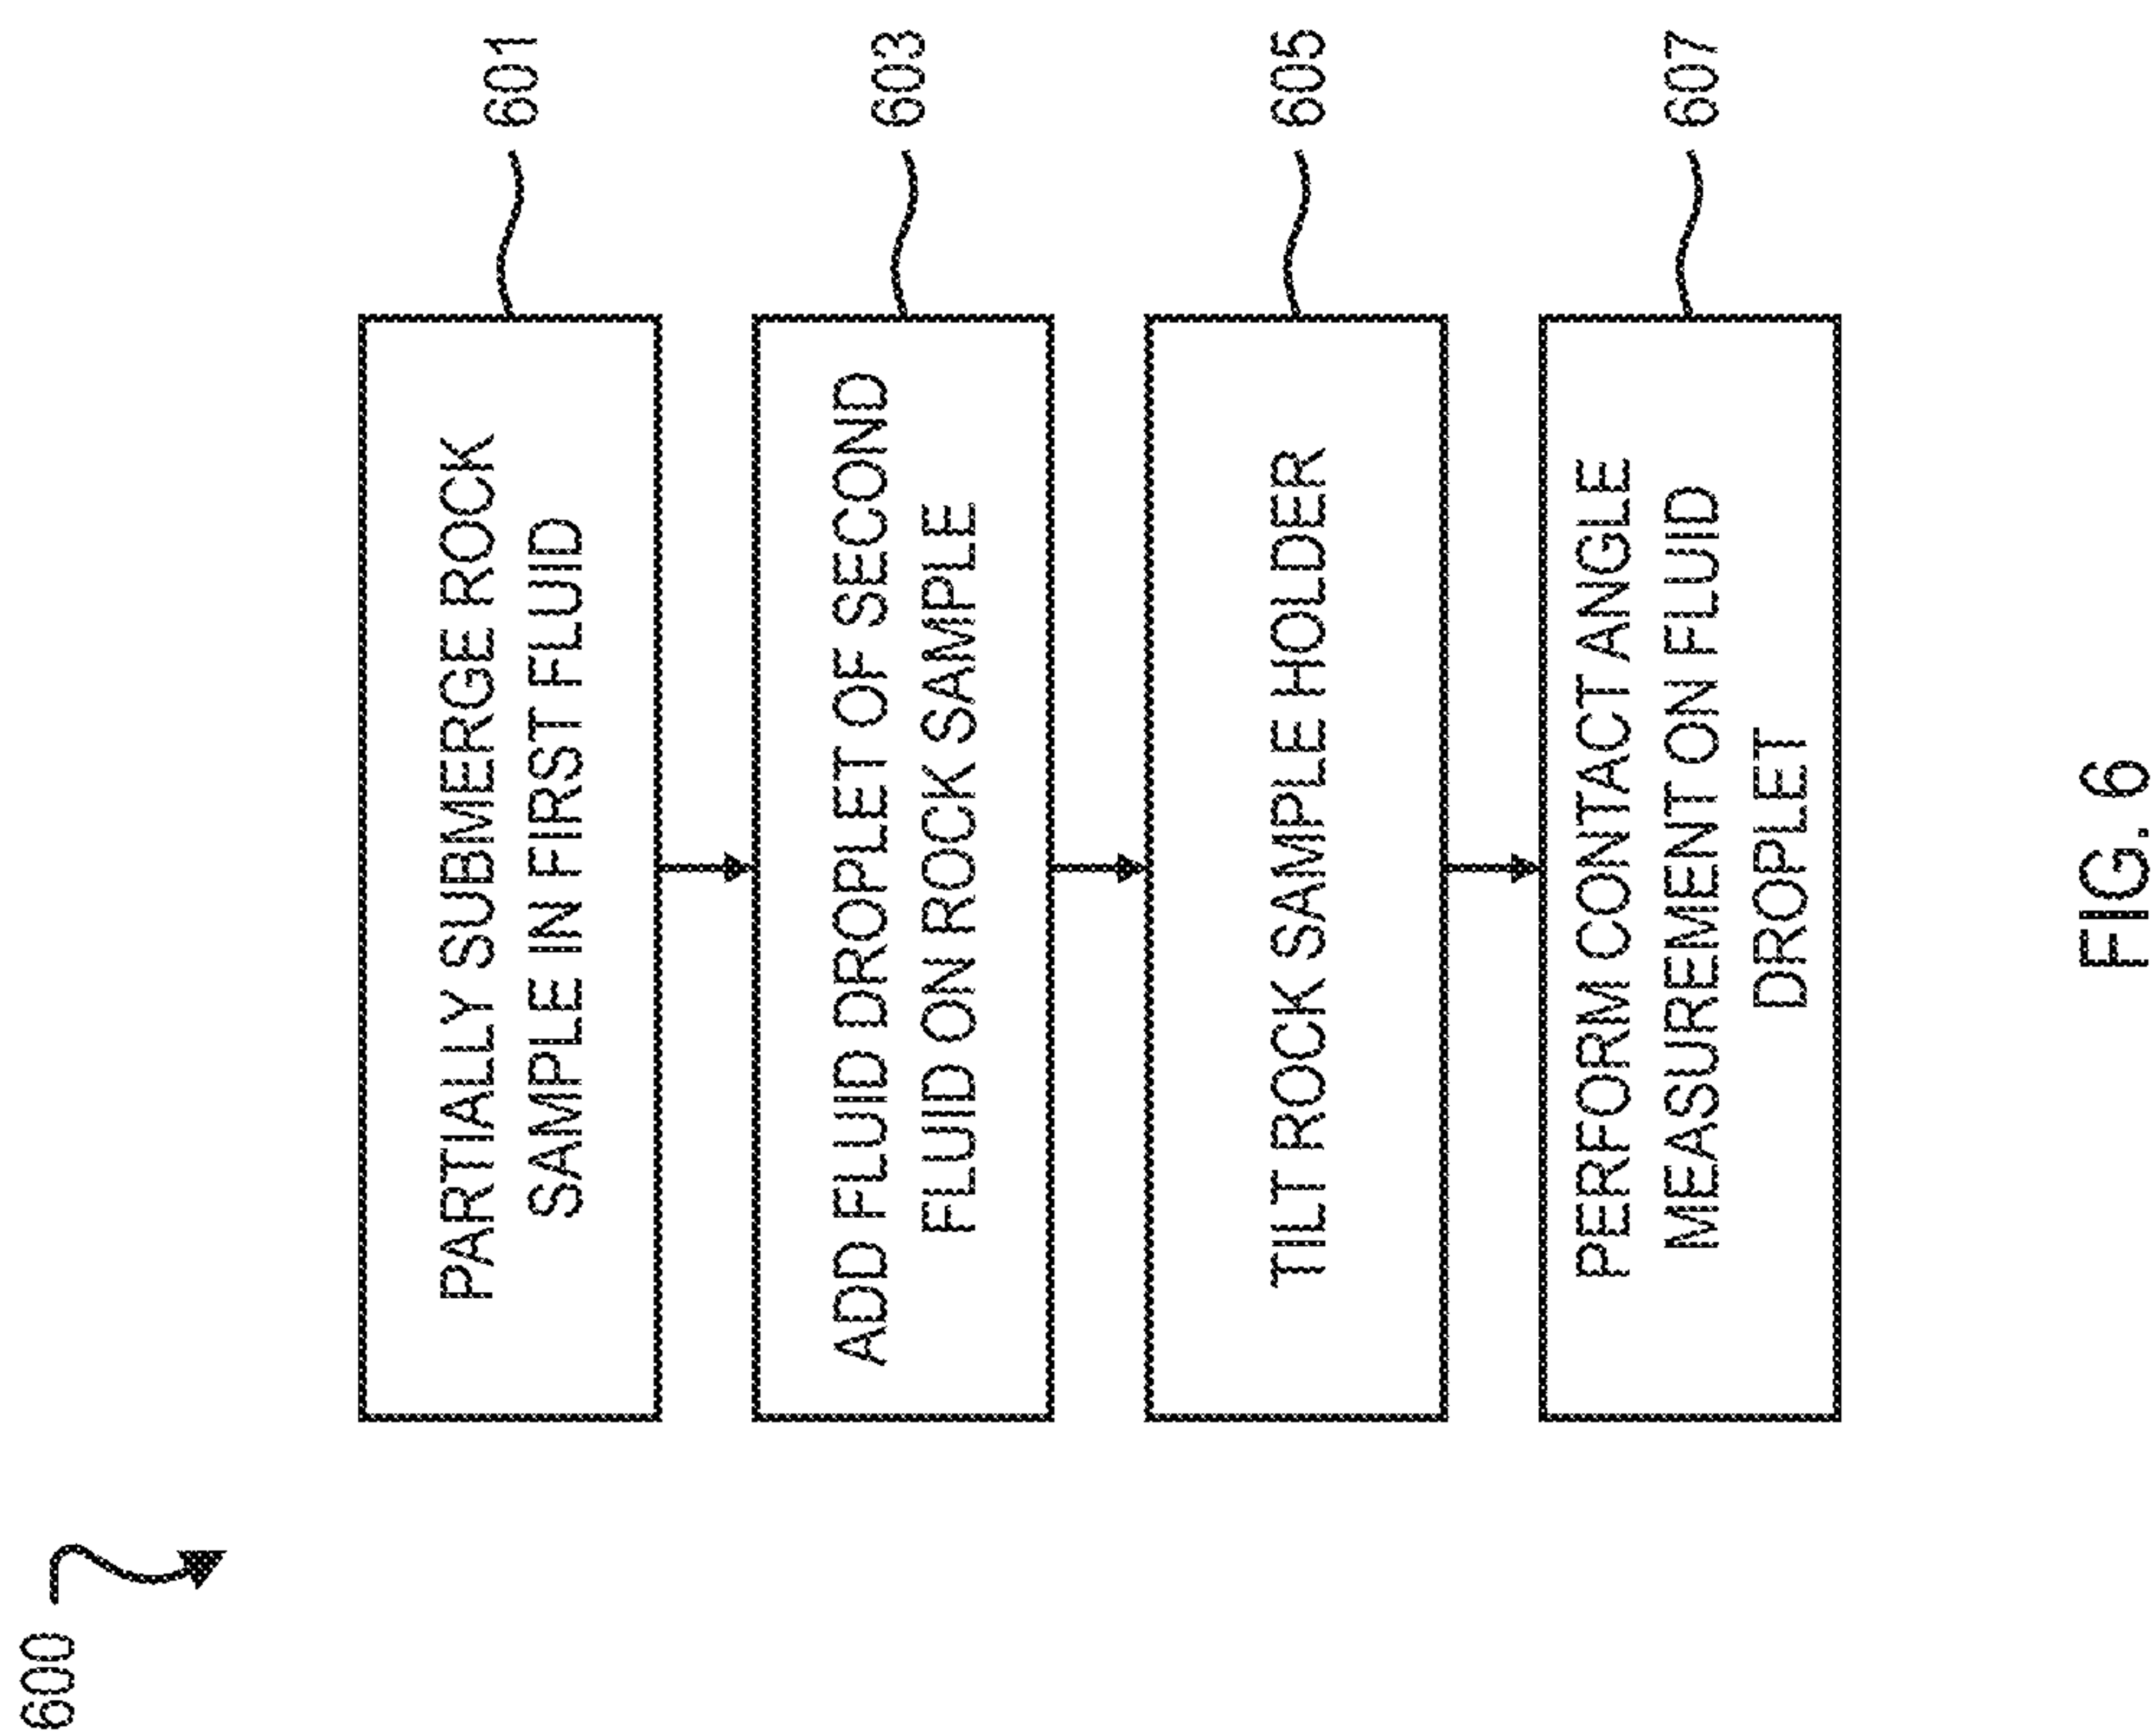 600
PARTIALLY SUBMERGE ROCK
SAMPLE IN FIRST FLUID
601
ADD FLUID DROPLET OF SECOND
FLUID ON ROCK SAMPLE
603
TILT ROCK SAMPLE HOLDER
605
PERFORM CONTACT ANGLE
MEASUREMENT ON FLUID
DROPLET
607
FIG. 6